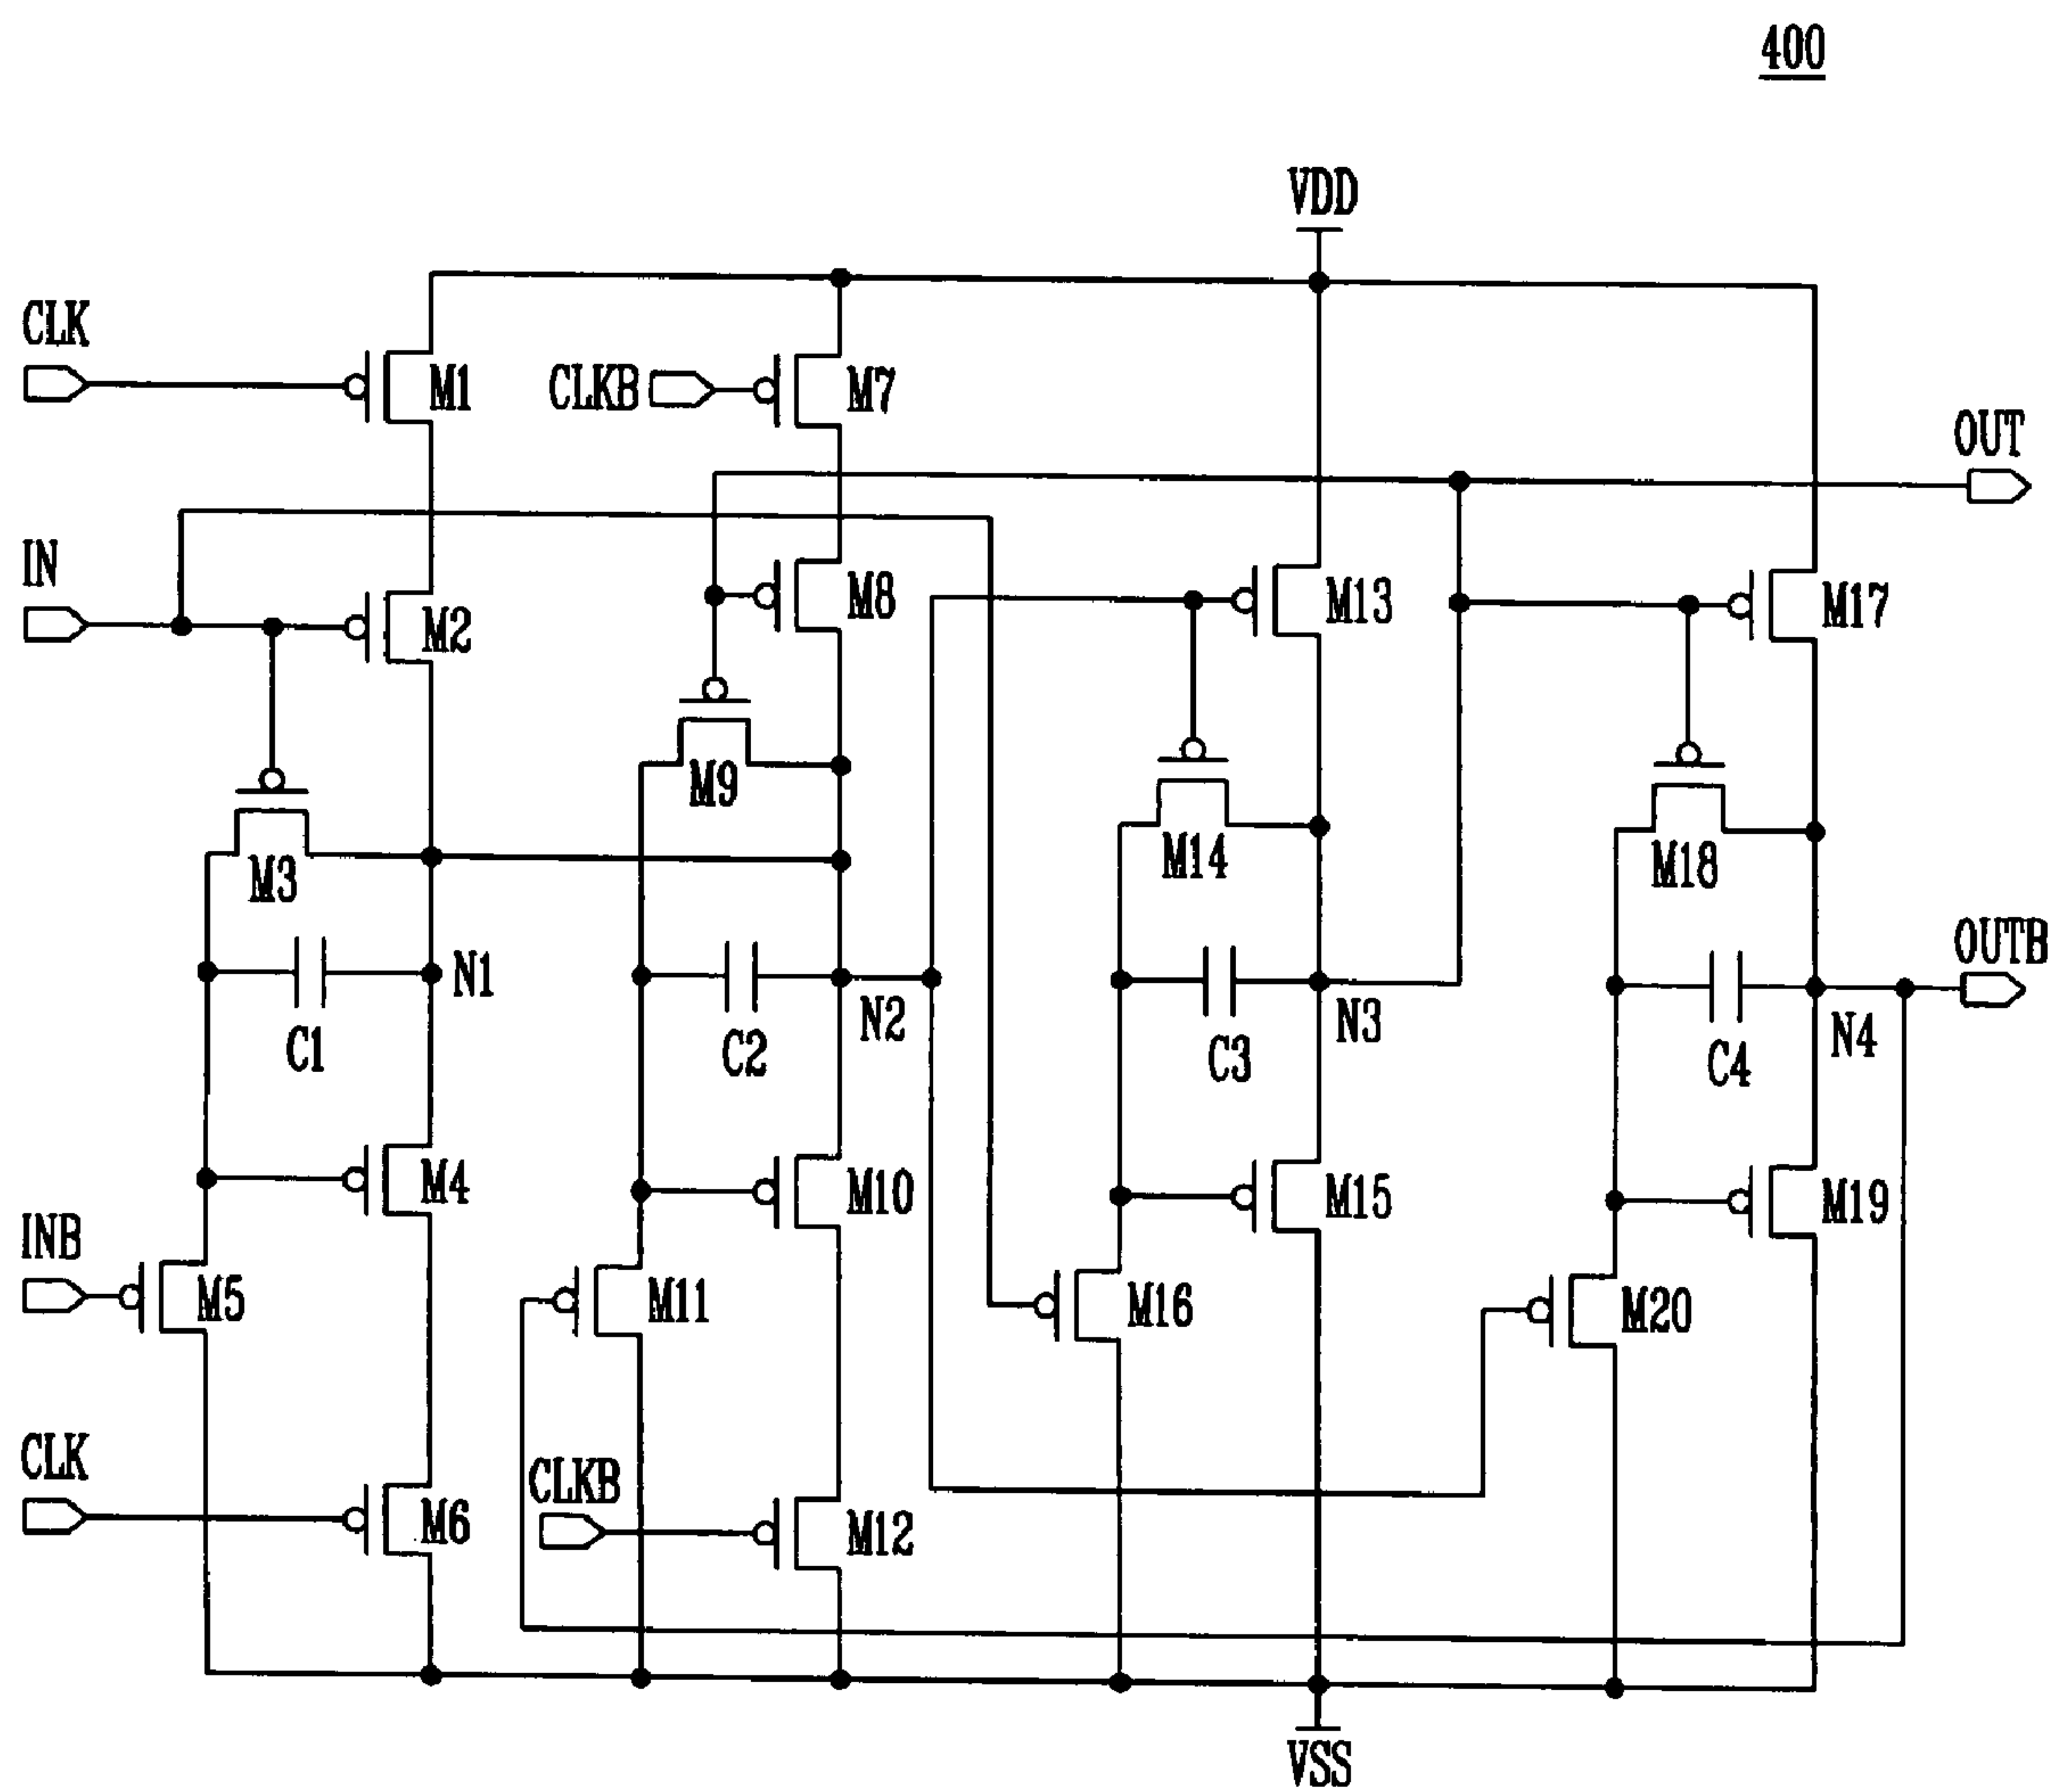 400
VDD
CLK
M1
CLKB
M7
OUT
IN
M2
M8
M13
M17
M9
M3
M14
M18
N1
OUTB
C1
N2
C2
N3
C3
N4
C4
M4
M10
M15
M19
INB
M5
M11
M16
M20
CLK
CLKB
M6
M12
VSS